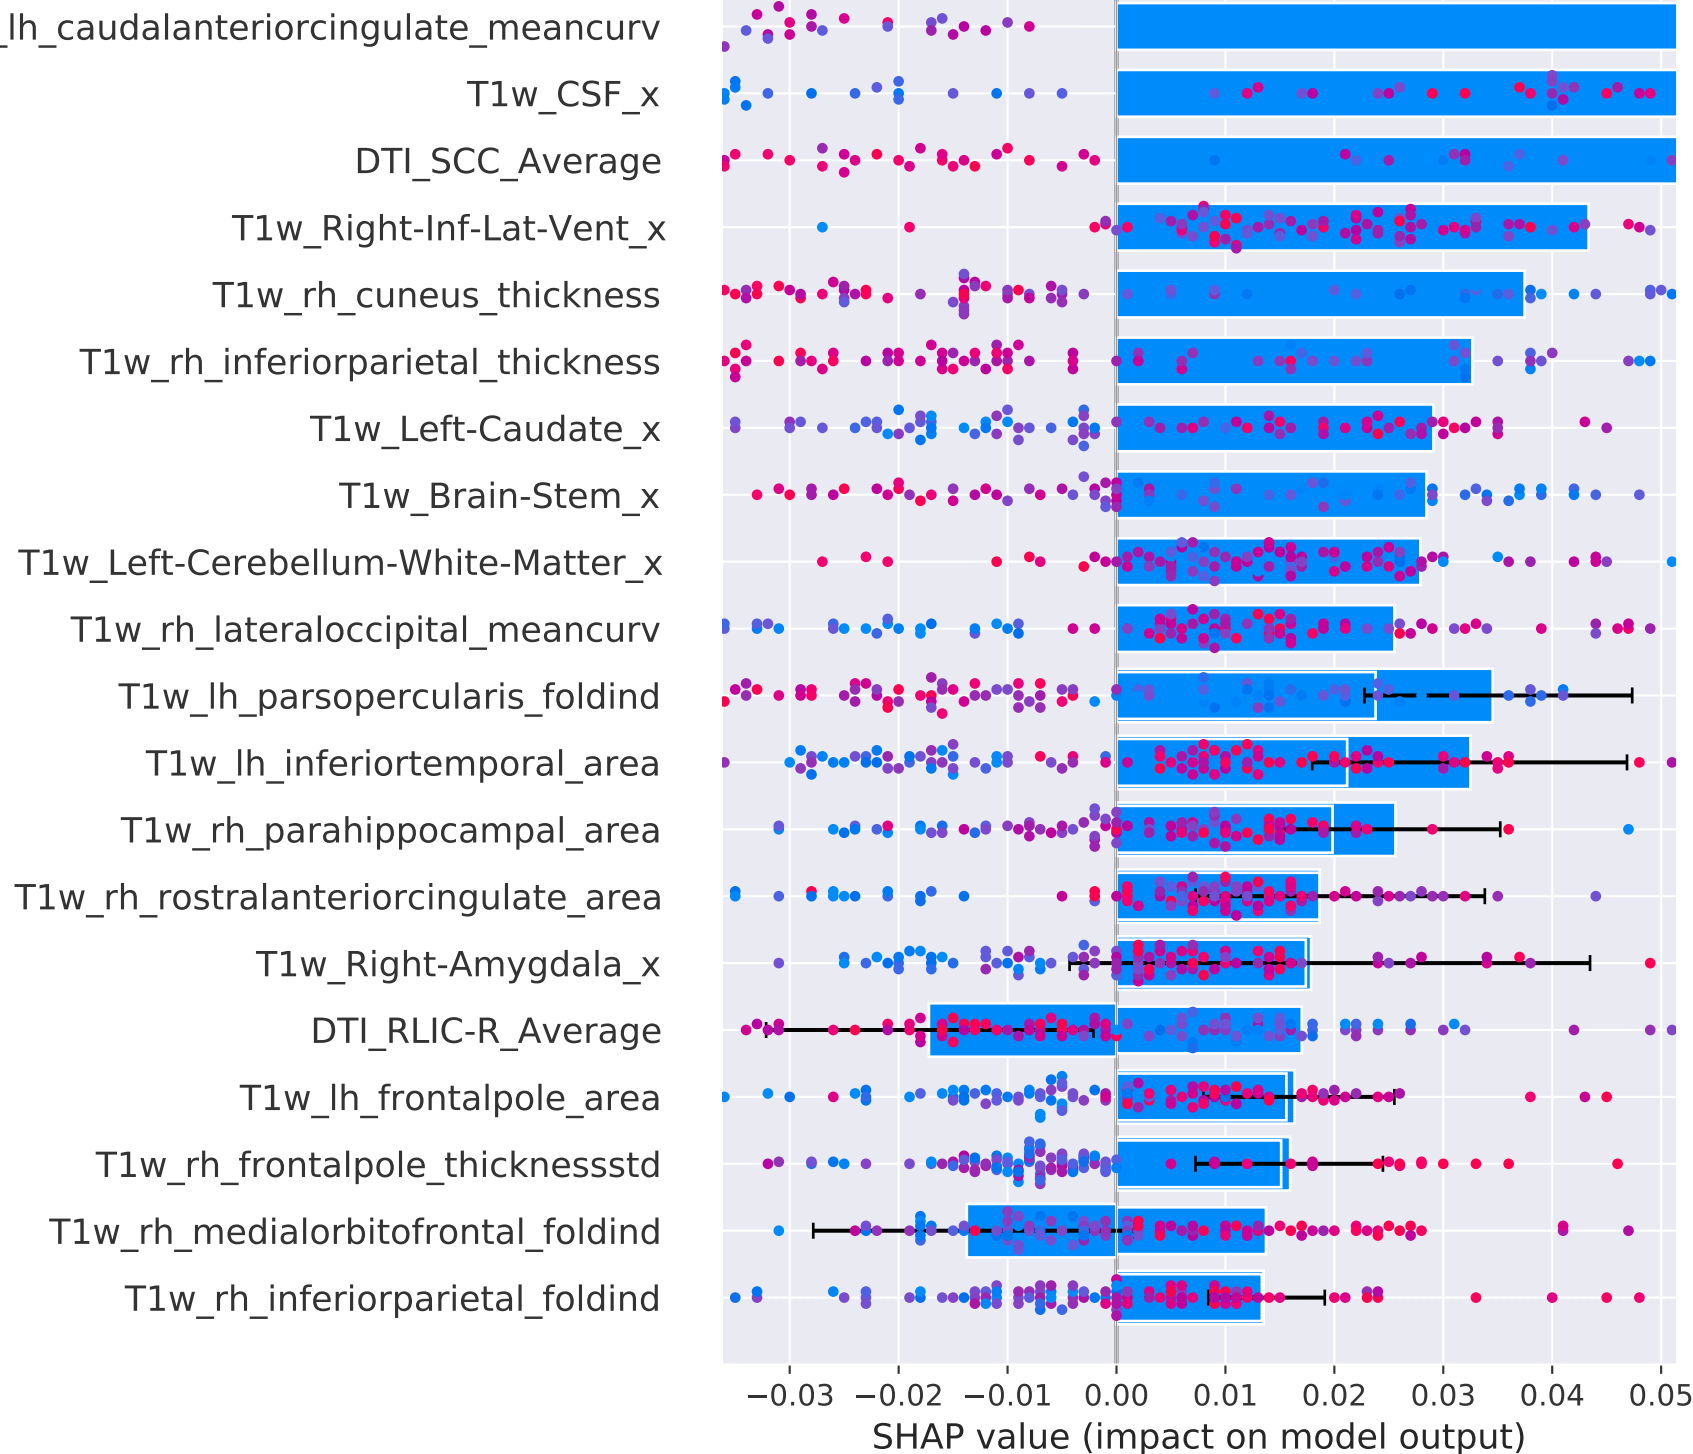 _lh_caudalanteriorcingulate_meancurv
T1w_CSF_x
DTI_SCC_Average
T1w_Right-Inf-Lat-Vent_x
T1w_rh_cuneus_thickness
T1w_rh_inferiorparietal_thickness
T1w_Left-Caudate_x
T1w_Brain-Stem_x
T1w_Left-Cerebellum-White-Matter_x
T1w_rh_lateraloccipital_meancurv
T1w_lh_parsopercularis_foldind
T1w_lh_inferiortemporal_area
T1w_rh_parahippocampal_area
T1w_rh_rostralanteriorcingulate_area
T1w_Right-Amygdala_x
DTI_RLIC-R_Average
T1w_lh_frontalpole_area
T1w_rh_frontalpole_thicknessstd
T1w_rh_medialorbitofrontal_foldind
T1w_rh_inferiorparietal_foldind
−0.03 −0.02 −0.01 0.00 0.01 0.02 0.03 0.04 0.05
SHAP value (impact on model output)